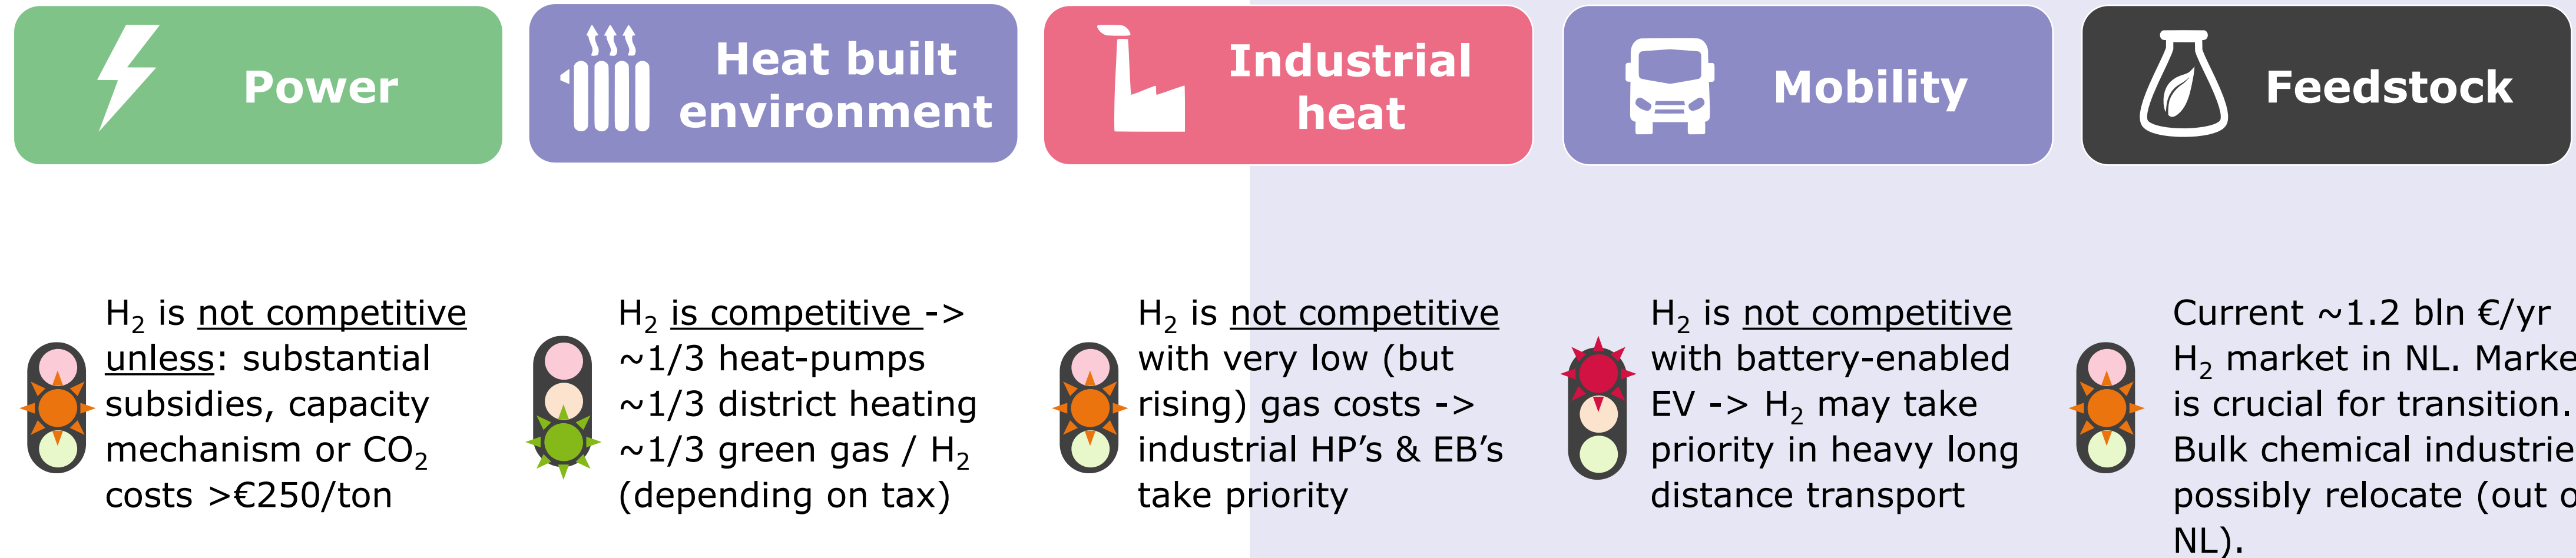 Power
Heat built
environment
Industrial
heat
Mobility
Feedstock
H₂ is not competitive
unless: substantial
subsidies, capacity
mechanism or CO₂
costs >€250/ton
H₂ is competitive ->
~1/3 heat-pumps
~1/3 district heating
~1/3 green gas / H₂
(depending on tax)
H₂ is not competitive
with very low (but
rising) gas costs ->
industrial HP's & EB's
take priority
H₂ is not competitive
with battery-enabled
EV -> H₂ may take
priority in heavy long
distance transport
Current ~1.2 bln €/yr
H₂ market in NL. Marke
is crucial for transition.
Bulk chemical industrie
possibly relocate (out o
NL).